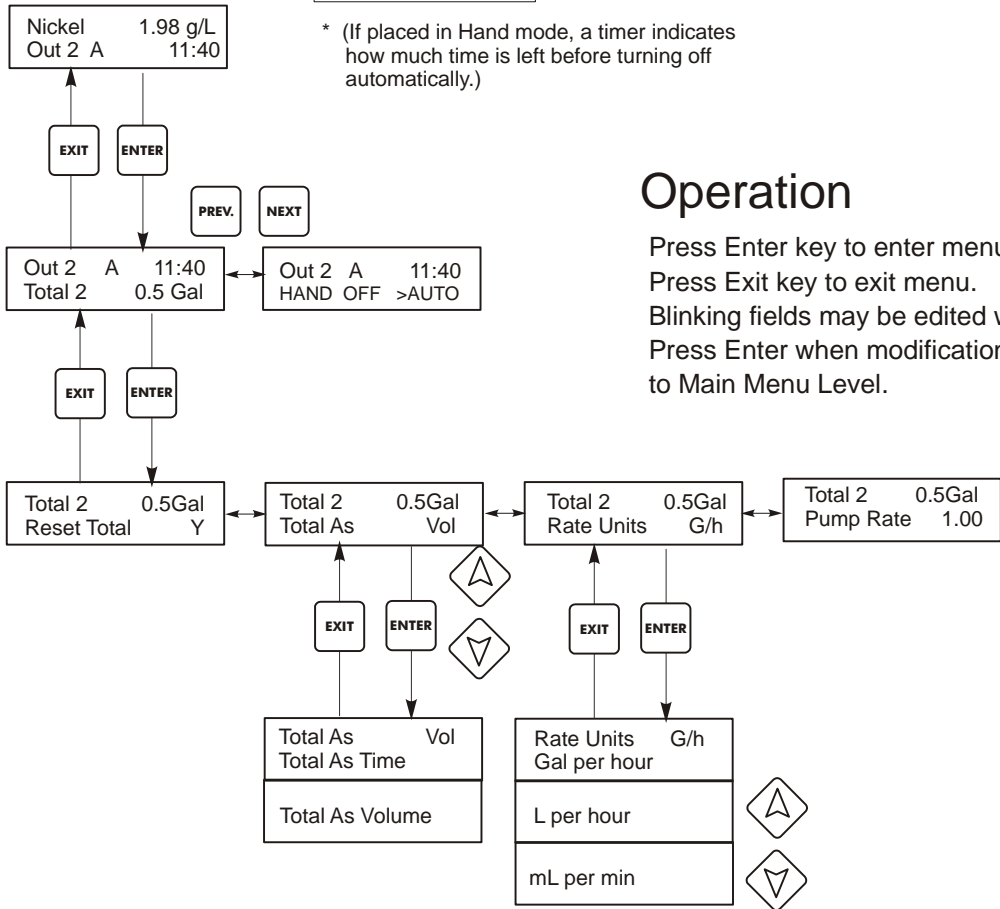 Nickel 1.98 g/L
Out 2 A 11:40
* (If placed in Hand mode, a timer indicates
how much time is left before turning off
automatically.)
EXIT
ENTER
PREV.
NEXT
Operation
Press Enter key to enter menu
Press Exit key to exit menu.
Blinking fields may be edited
Press Enter when modification
to Main Menu Level.
Out 2 A 11:40
Total 2 0.5 Gal
Out 2 A 11:40
HAND OFF >AUTO
EXIT
ENTER
Total 2 0.5Gal
Reset Total Y
Total 2 0.5Gal
Total As Vol
Total 2 0.5Gal
Rate Units G/h
Total 2 0.5Gal
Pump Rate 1.00
EXIT
ENTER
EXIT
ENTER
Total As Vol
Total As Time
Total As Volume
Rate Units G/h
Gal per hour
L per hour
mL per min